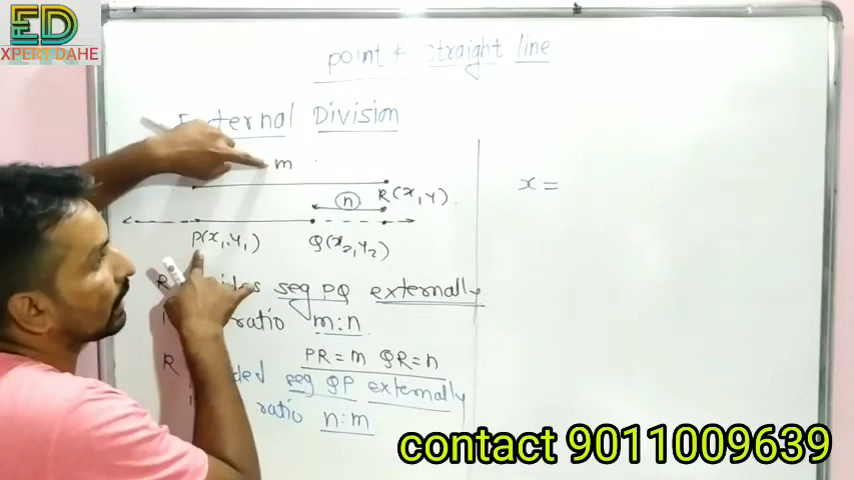 ED
XPERT DAHE
point & straight line
External Division
m
n
R(x,y).
P(x₁,y₁)
Q(x₂,y₂)
x =
R seg PQ externally
ratio m:n
PR=m QR=n
R seg QP externally
ratio n:m
contact 9011009639